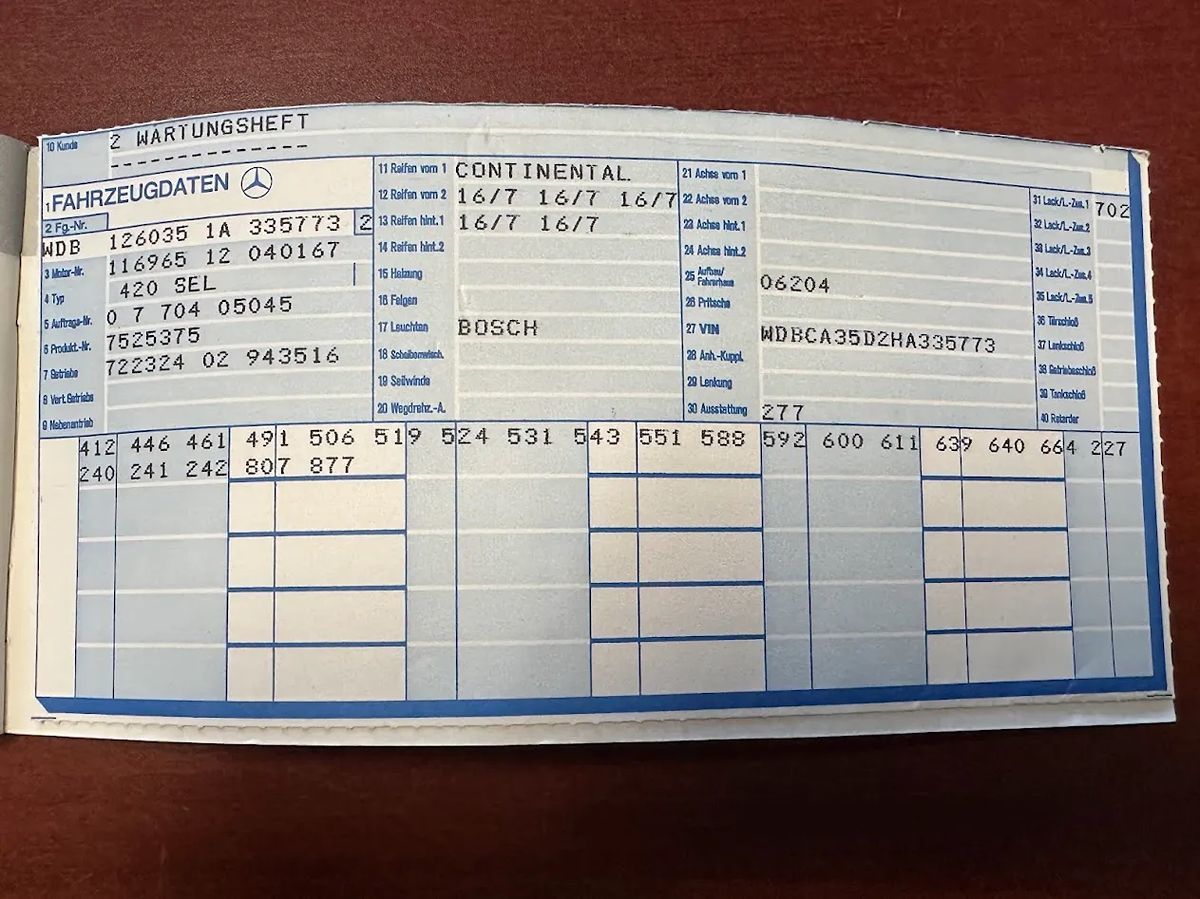 10 Kunde 2 WARTUNGSHEFT
--------------
1 FAHRZEUGDATEN
2 Fg.-Nr.
WDB 126035 1A 335773 2
3 Motor-Nr. 116965 12 040167
4 Typ 420 SEL
5 Auftrags-Nr. 0 7 704 05045
6 Produkt.-Nr. 7525375
7 Getriebe 722324 02 943516
8 Vert.Getriebe
9 Nebenantrieb
11 Reifen vorn 1 CONTINENTAL
12 Reifen vorn 2 16/7 16/7 16/7
13 Reifen hint.1 16/7 16/7
14 Reifen hint.2
15 Heizung
16 Felgen
17 Leuchten BOSCH
18 Scheibenwisch.
19 Seilwinde
20 Wegdrehz.-A.
21 Achse vorn 1
22 Achse vorn 2
23 Achse hint.1
24 Achse hint.2
25 Aufbau/ Fahrerhaus 06204
26 Pritsche
27 VIN WDBCA35D2HA335773
28 Anh.-Kuppl.
29 Lenkung
30 Ausstattung 277
31 Lack/L.-Zus.1 702
32 Lack/L.-Zus.2
33 Lack/L.-Zus.3
34 Lack/L.-Zus.4
35 Lack/L.-Zus.5
36 Türschloß
37 Lenkschloß
38 Getriebeschloß
39 Tankschloß
40 Retarder
412 446 461 491 506 519 524 531 543 551 588 592 600 611 639 640 664 227
240 241 242 807 877